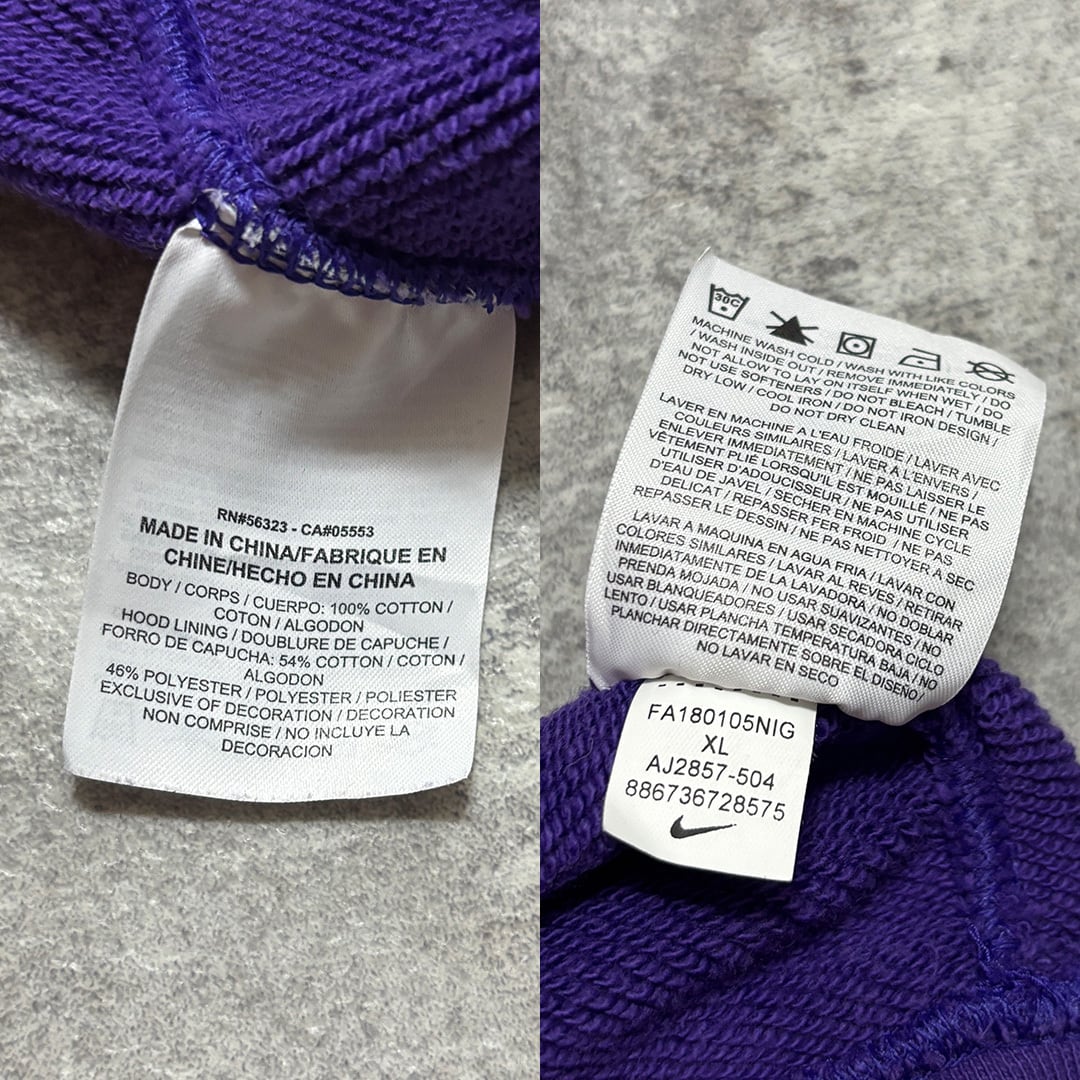 RN#56323 - CA#05553
MADE IN CHINA/FABRIQUE EN
CHINE/HECHO EN CHINA
BODY / CORPS / CUERPO: 100% COTTON /
COTON / ALGODON
HOOD LINING / DOUBLURE DE CAPUCHE /
FORRO DE CAPUCHA: 54% COTTON / COTON /
ALGODON
46% POLYESTER / POLYESTER / POLIESTER
EXCLUSIVE OF DECORATION / DECORATION
NON COMPRISE / NO INCLUYE LA
DECORACION
30C
MACHINE WASH COLD / WASH WITH LIKE COLORS
/ WASH INSIDE OUT / REMOVE IMMEDIATELY / DO
NOT ALLOW TO LAY ON ITSELF WHEN WET / DO
NOT USE SOFTENERS / DO NOT BLEACH / TUMBLE
DRY LOW / COOL IRON / DO NOT IRON DESIGN /
DO NOT DRY CLEAN
LAVER EN MACHINE A L'EAU FROIDE / LAVER AVEC
COULEURS SIMILAIRES / LAVER A L'ENVERS /
ENLEVER IMMEDIATEMENT / NE PAS LAISSER LE
VÊTEMENT PLIÉ LORSQU'IL EST MOUILLÉ / NE PAS
UTILISER D'ADOUCISSEUR / NE PAS UTILISER
D'EAU DE JAVEL / SECHER EN MACHINE CYCLE
DELICAT / REPASSER FER FROID / NE PAS
REPASSER LE DESSIN / NE PAS NETTOYER A SEC
LAVAR A MAQUINA EN AGUA FRIA / LAVAR CON
COLORES SIMILARES / LAVAR AL REVES / RETIRAR
INMEDIATAMENTE DE LA LAVADORA / NO DOBLAR
PRENDA MOJADA / NO USAR SUAVIZANTES / NO
USAR BLANQUEADORES / USAR SECADORA CICLO
LENTO / USAR PLANCHA TEMPERATURA BAJA / NO
PLANCHAR DIRECTAMENTE SOBRE EL DISEÑO /
NO LAVAR EN SECO
FA180105NIG
XL
AJ2857-504
886736728575